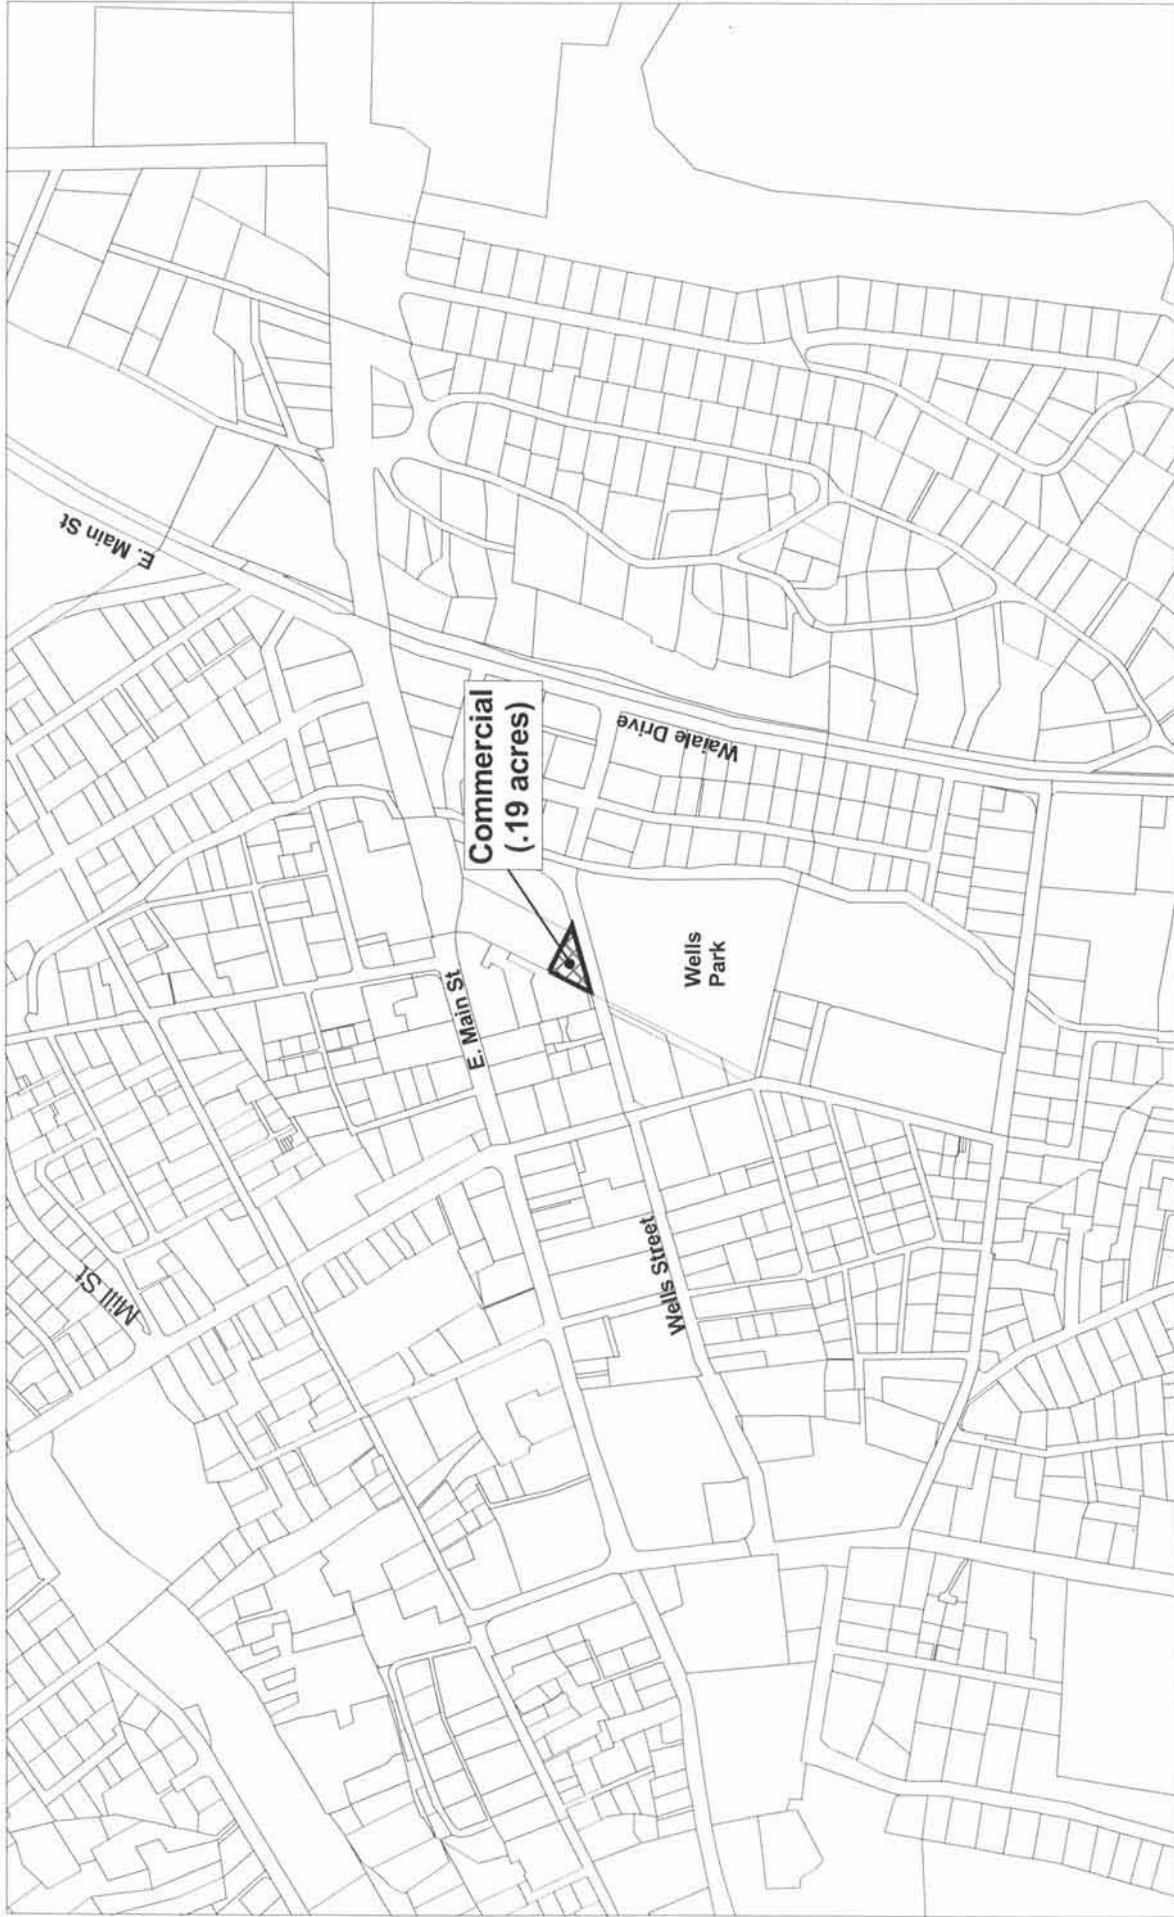 E. Main St
Commercial
(.19 acres)
Waiale Drive
Wells
Park
E. Main St
Mill St
Wells Street